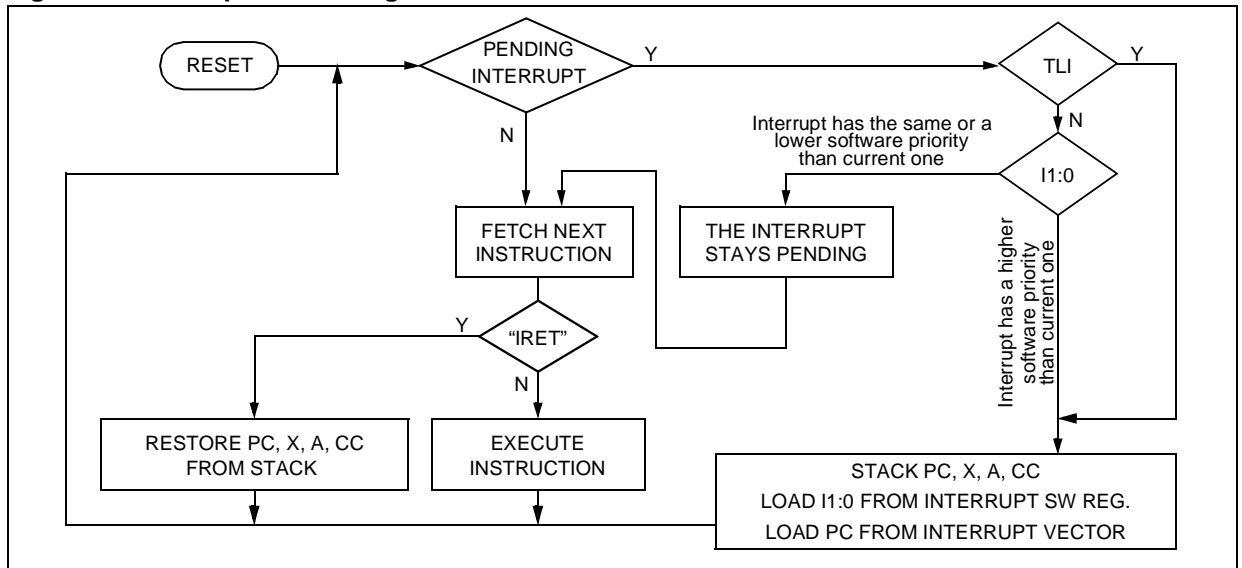 RESET
PENDING
INTERRUPT
Y
TLI
Y
N
N
Interrupt has the same or a
lower software priority
than current one
I1:0
FETCH NEXT
INSTRUCTION
THE INTERRUPT
STAYS PENDING
Interrupt has a higher
software priority
than current one
Y
“IRET”
N
RESTORE PC, X, A, CC
FROM STACK
EXECUTE
INSTRUCTION
STACK PC, X, A, CC
LOAD I1:0 FROM INTERRUPT SW REG.
LOAD PC FROM INTERRUPT VECTOR